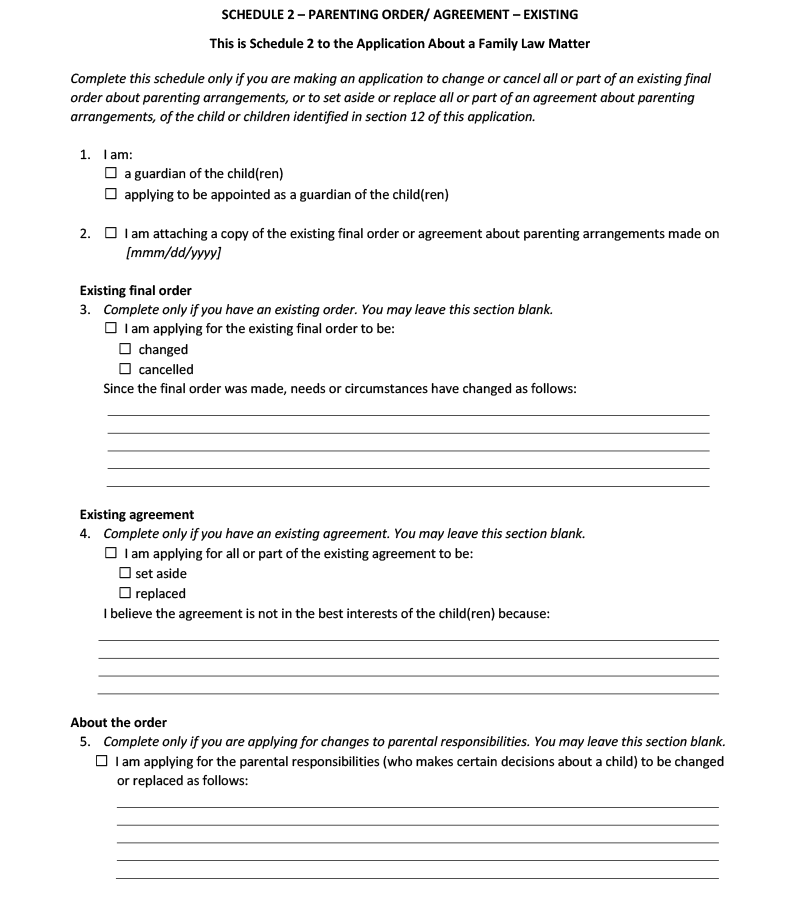 SCHEDULE 2 – PARENTING ORDER/ AGREEMENT – EXISTING
This is Schedule 2 to the Application About a Family Law Matter
Complete this schedule only if you are making an application to change or cancel all or part of an existing final
order about parenting arrangements, or to set aside or replace all or part of an agreement about parenting
arrangements, of the child or children identified in section 12 of this application.
1. I am:
☐ a guardian of the child(ren)
☐ applying to be appointed as a guardian of the child(ren)
2. ☐ I am attaching a copy of the existing final order or agreement about parenting arrangements made on
[mmm/dd/yyyy]
Existing final order
3. Complete only if you have an existing order. You may leave this section blank.
☐ I am applying for the existing final order to be:
☐ changed
☐ cancelled
Since the final order was made, needs or circumstances have changed as follows:
Existing agreement
4. Complete only if you have an existing agreement. You may leave this section blank.
☐ I am applying for all or part of the existing agreement to be:
☐ set aside
☐ replaced
I believe the agreement is not in the best interests of the child(ren) because:
About the order
5. Complete only if you are applying for changes to parental responsibilities. You may leave this section blank.
☐ I am applying for the parental responsibilities (who makes certain decisions about a child) to be changed
or replaced as follows: